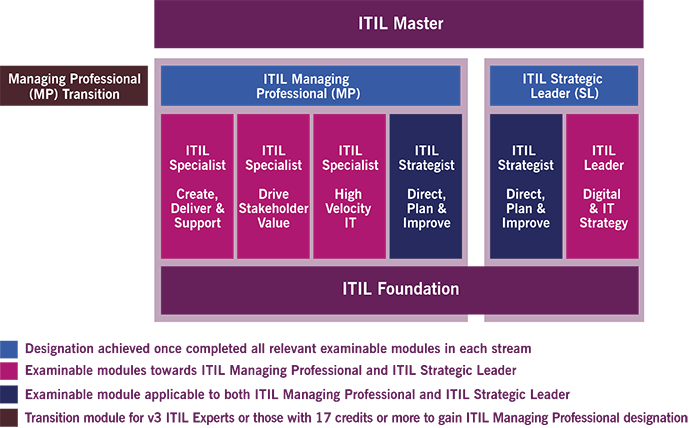 ITIL Master
Managing Professional
(MP) Transition
ITIL Managing
Professional (MP)
ITIL Strategic
Leader (SL)
ITIL
Specialist
Create,
Deliver &
Support
ITIL
Specialist
Drive
Stakeholder
Value
ITIL
Specialist
High
Velocity
IT
ITIL
Strategist
Direct,
Plan &
Improve
ITIL
Strategist
Direct,
Plan &
Improve
ITIL
Leader
Digital
& IT
Strategy
ITIL Foundation
Designation achieved once completed all relevant examinable modules in each stream
Examinable modules towards ITIL Managing Professional and ITIL Strategic Leader
Examinable module applicable to both ITIL Managing Professional and ITIL Strategic Leader
Transition module for v3 ITIL Experts or those with 17 credits or more to gain ITIL Managing Professional designation